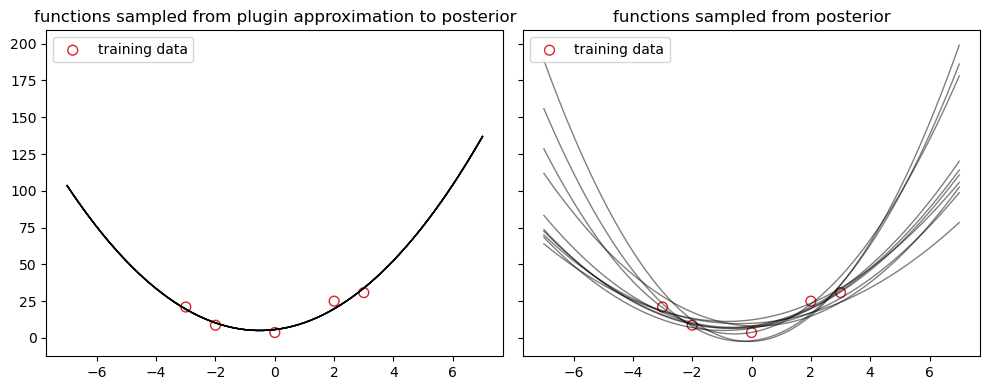 functions sampled from plugin approximation to posterior
training data
200
175
150
125
100
75
50
25
0
−6 −4 −2 0 2 4 6
functions sampled from posterior
training data
−6 −4 −2 0 2 4 6